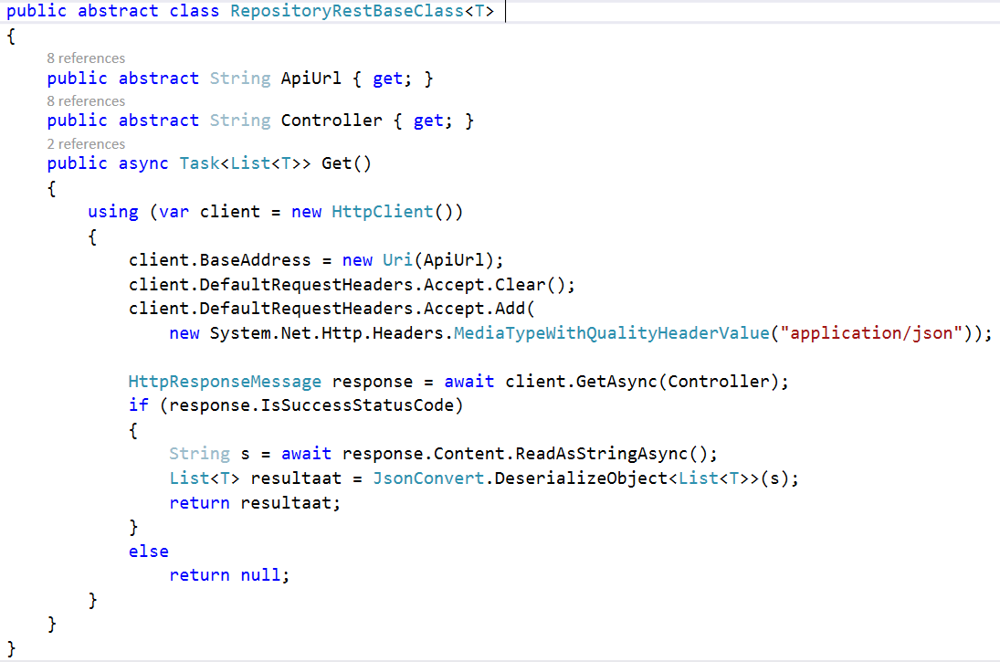 public abstract class RepositoryRestBaseClass<T>
{
8 references
public abstract String ApiUrl { get; }
8 references
public abstract String Controller { get; }
2 references
public async Task<List<T>> Get()
{
using (var client = new HttpClient())
{
client.BaseAddress = new Uri(ApiUrl);
client.DefaultRequestHeaders.Accept.Clear();
client.DefaultRequestHeaders.Accept.Add(
new System.Net.Http.Headers.MediaTypeWithQualityHeaderValue("application/json"));
HttpResponseMessage response = await client.GetAsync(Controller);
if (response.IsSuccessStatusCode)
{
String s = await response.Content.ReadAsStringAsync();
List<T> resultaat = JsonConvert.DeserializeObject<List<T>>(s);
return resultaat;
}
else
return null;
}
}
}